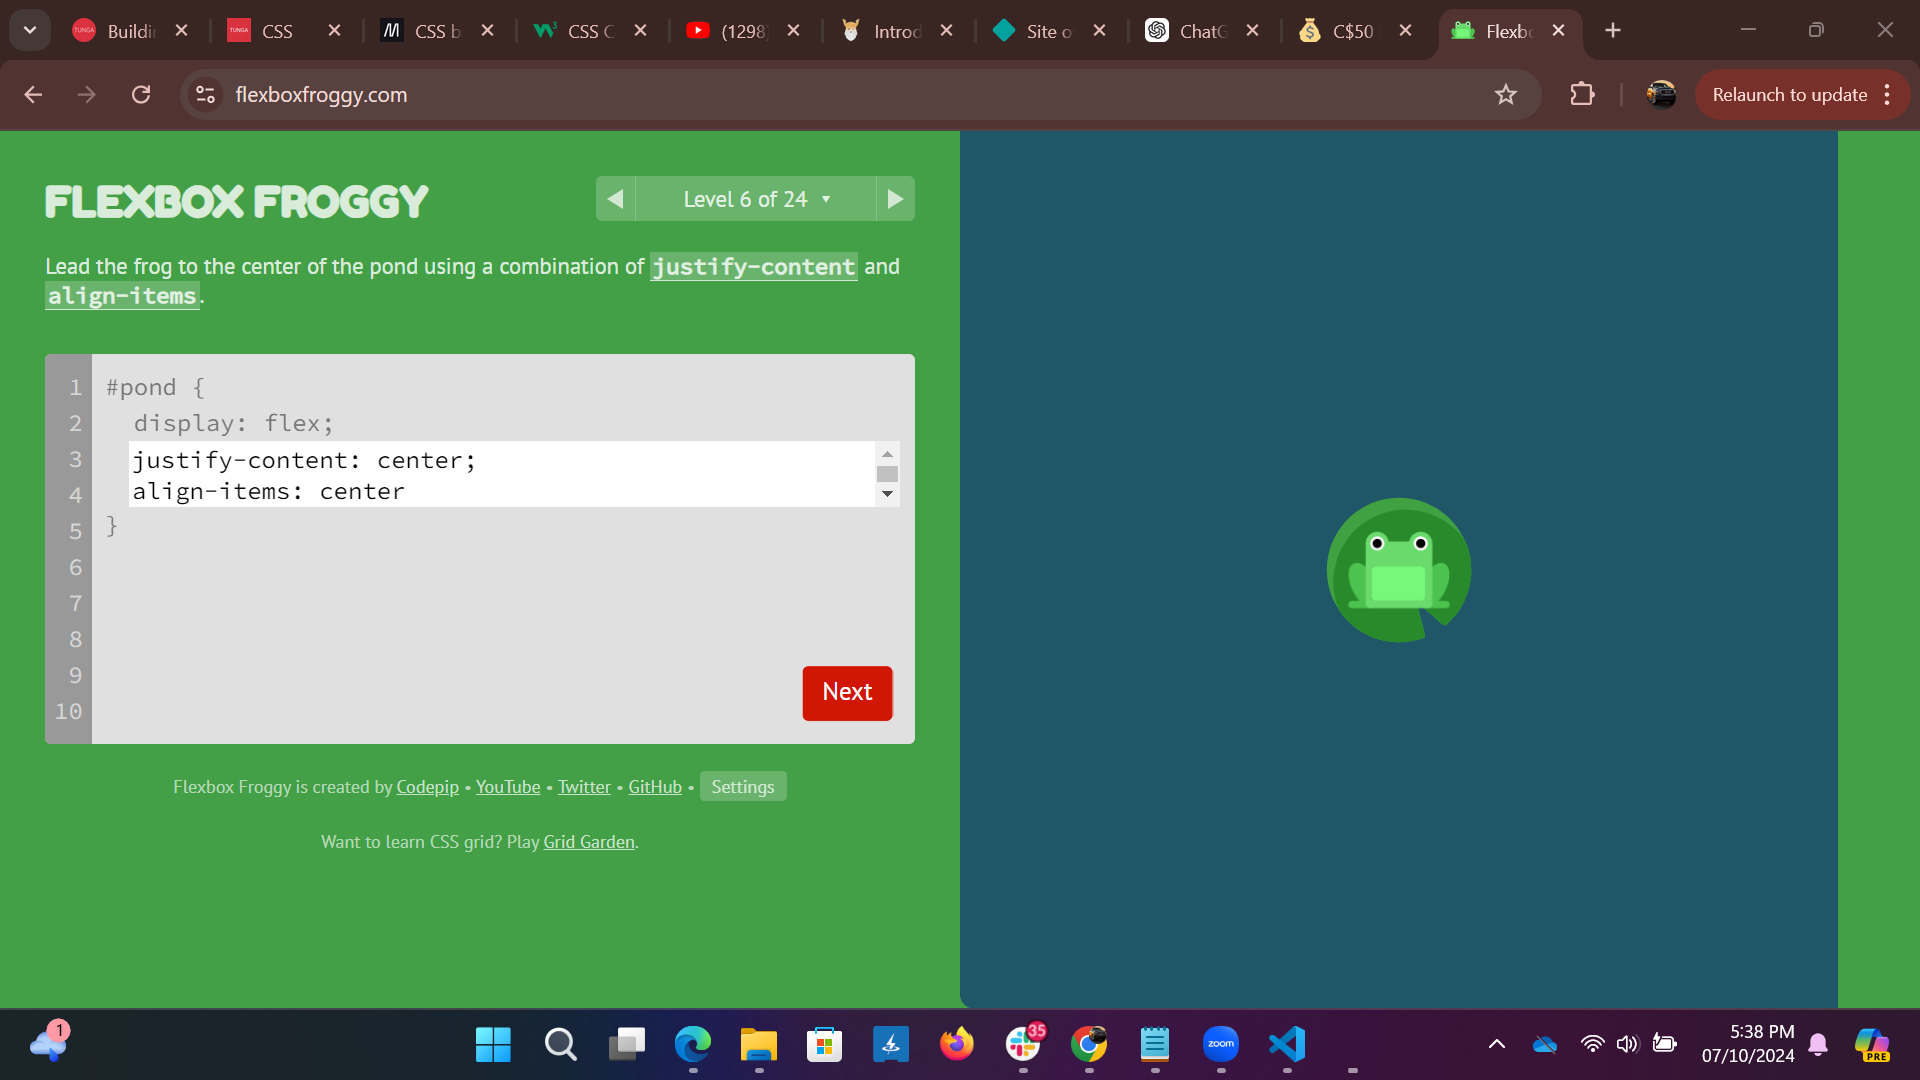 Buildin
CSS
CSS b
CSS C
(1298)
Introd
Site o
ChatG
C$50
Flexbo
flexboxfroggy.com
Relaunch to update
FLEXBOX FROGGY
Level 6 of 24
Lead the frog to the center of the pond using a combination of justify-content and
align-items.
1 #pond {
2 display: flex;
3 justify-content: center;
4 align-items: center
5 }
6
7
8
9
10
Next
Flexbox Froggy is created by Codepip • YouTube • Twitter • GitHub • Settings
Want to learn CSS grid? Play Grid Garden.
1
35
zoom
5:38 PM
07/10/2024
PRE